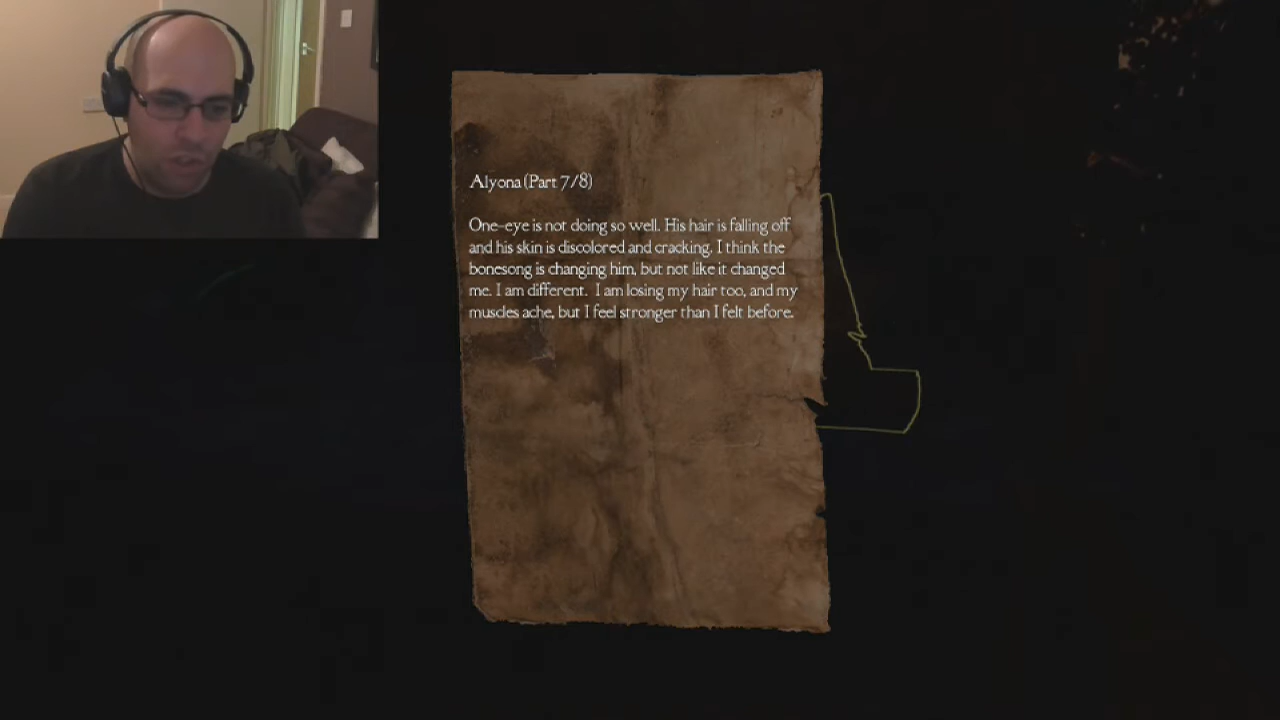 Alyona (Part 7/8)
One-eye is not doing so well. His hair is falling off
and his skin is discolored and cracking. I think the
bonesong is changing him, but not like it changed
me. I am different.  I am losing my hair too, and my
muscles ache, but I feel stronger than I felt before.